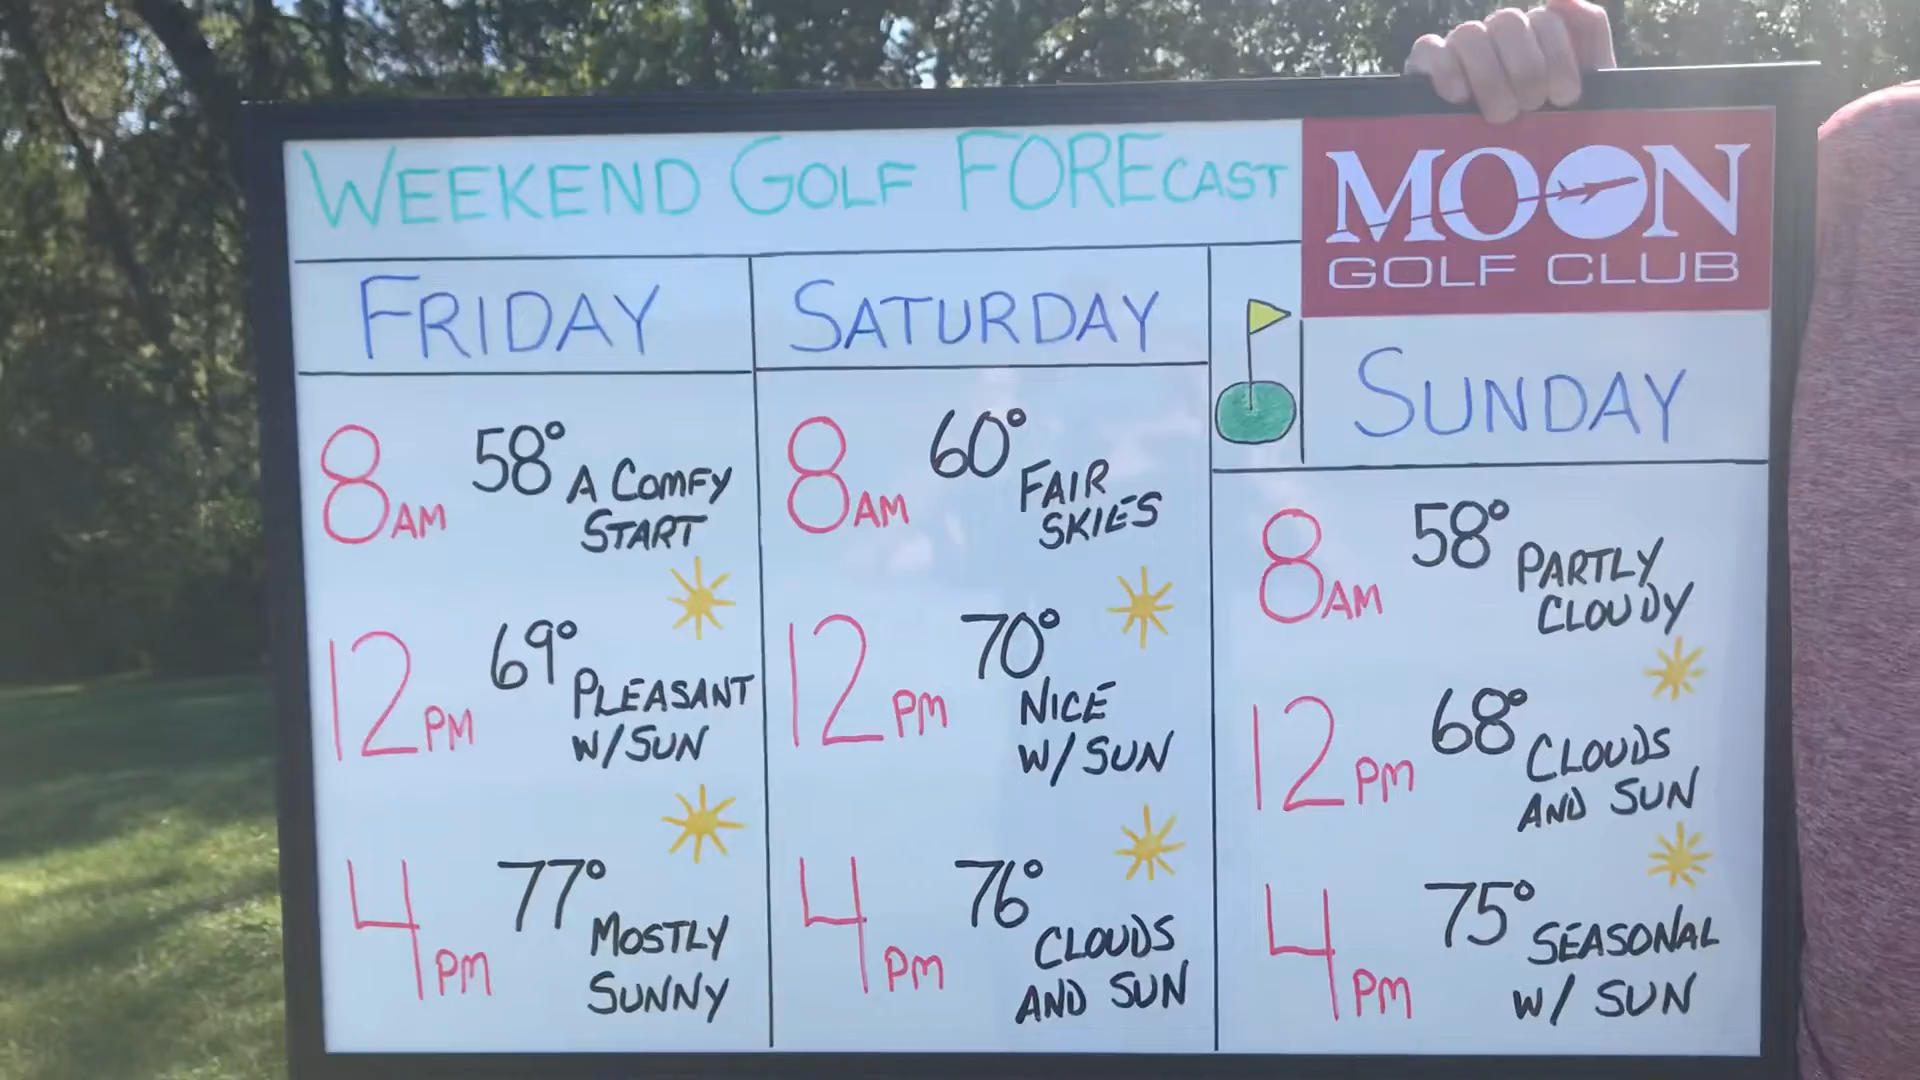 WEEKEND GOLF FORECAST
MOON
GOLF CLUB
FRIDAY
8AM 58° A COMFY
START
12PM 69° PLEASANT
W/SUN
4PM 77° MOSTLY
SUNNY
SATURDAY
8AM 60° FAIR
SKIES
12PM 70° NICE
W/SUN
4PM 76° CLOUDS
AND SUN
SUNDAY
8AM 58° PARTLY
CLOUDY
12PM 68° CLOUDS
AND SUN
4PM 75° SEASONAL
W/ SUN